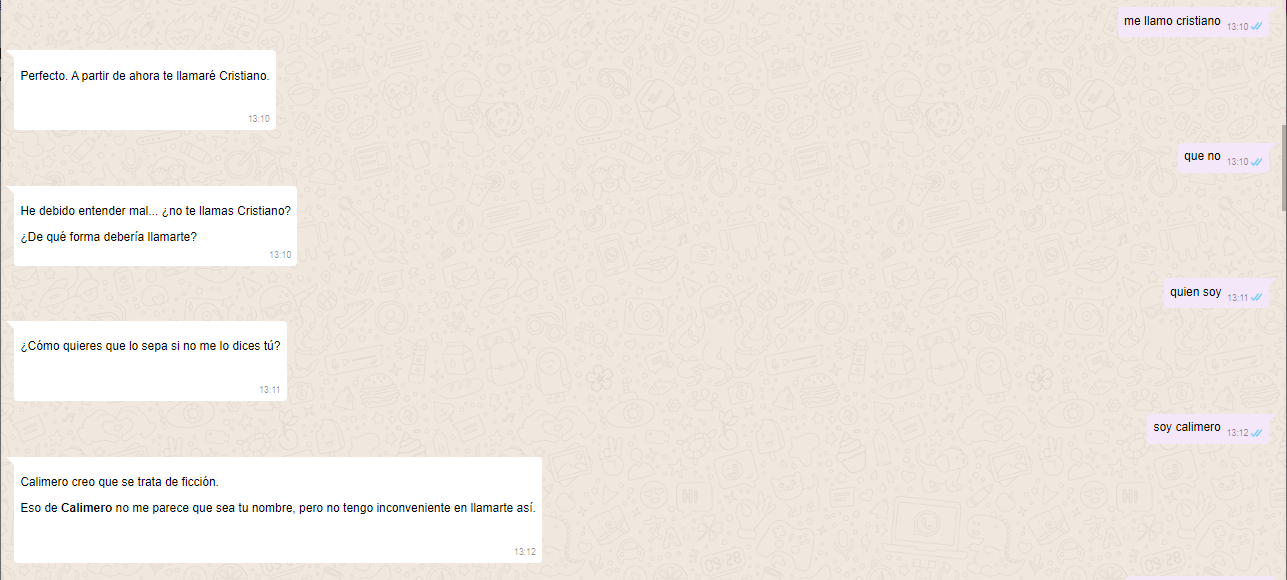 me llamo cristiano 13:10
Perfecto. A partir de ahora te llamaré Cristiano.
13:10
que no 13:10
He debido entender mal... ¿no te llamas Cristiano?
¿De qué forma debería llamarte?
13:10
quien soy 13:11
¿Cómo quieres que lo sepa si no me lo dices tú?
13:11
soy calimero 13:12
Calimero creo que se trata de ficción.
Eso de Calimero no me parece que sea tu nombre, pero no tengo inconveniente en llamarte así.
13:12